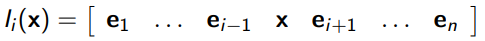 I_i(x) = [ e_1 … e_{i−1} x e_{i+1} … e_n ]